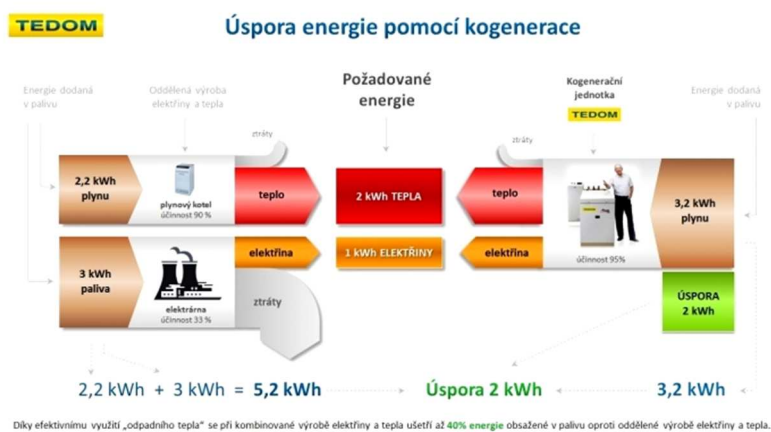 TEDOM
Úspora energie pomocí kogenerace
Energie dodaná
v palivu
Oddělená výroba
elektřiny a tepla
Požadované
energie
Kogenerační
jednotka
TEDOM
Energie dodaná
v palivu
ztráty
ztráty
2,2 kWh
plynu
plynový kotel
účinnost 90 %
teplo
2 kWh TEPLA
teplo
3,2 kWh
plynu
3 kWh
paliva
elektrárna
účinnost 33 %
elektřina
1 kWh ELEKTŘINY
elektřina
účinnost 95%
ztráty
ÚSPORA
2 kWh
2,2 kWh + 3 kWh = 5,2 kWh
Úspora 2 kWh
3,2 kWh
Díky efektivnímu využití „odpadního tepla“ se při kombinované výrobě elektřiny a tepla ušetří až 40% energie obsažené v palivu oproti oddělené výrobě elektřiny a tepla.